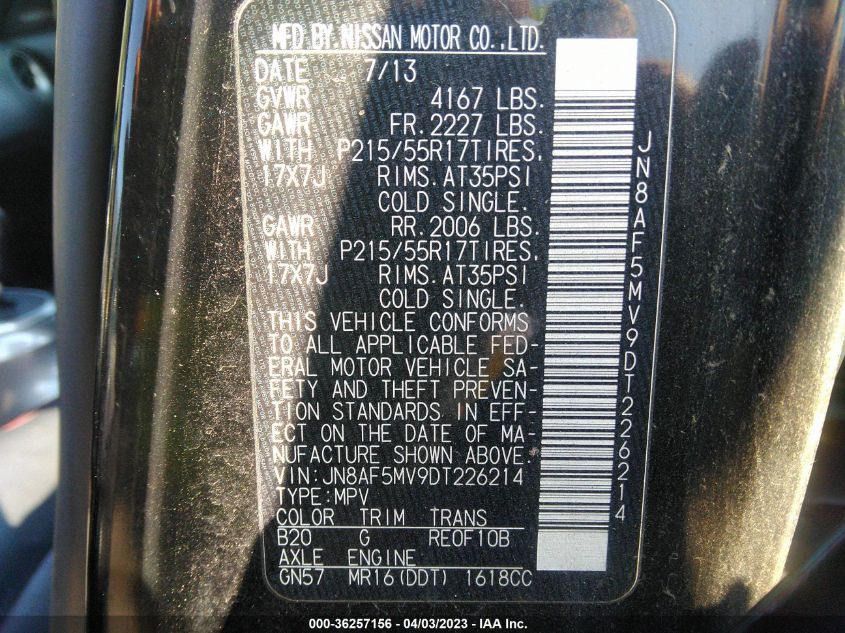 MFD.BY.NISSAN MOTOR CO.,LTD.
DATE 7/13
GVWR 4167 LBS.
GAWR FR.2227 LBS.
WITH P215/55R17TIRES.
17X7J RIMS.AT35PSI
COLD SINGLE.
GAWR RR.2006 LBS.
WITH P215/55R17TIRES.
17X7J RIMS.AT35PSI
COLD SINGLE.
THIS VEHICLE CONFORMS
TO ALL APPLICABLE FED-
ERAL MOTOR VEHICLE SA-
FETY AND THEFT PREVEN-
TION STANDARDS IN EFF-
ECT ON THE DATE OF MA-
NUFACTURE SHOWN ABOVE.
VIN:JN8AF5MV9DT226214
TYPE:MPV
COLOR TRIM TRANS
B20 G RE0F10B
AXLE ENGINE
GN57 MR16(DDT) 1618CC
JN8AF5MV9DT226214
000-36257156 - 04/03/2023 - IAA Inc.